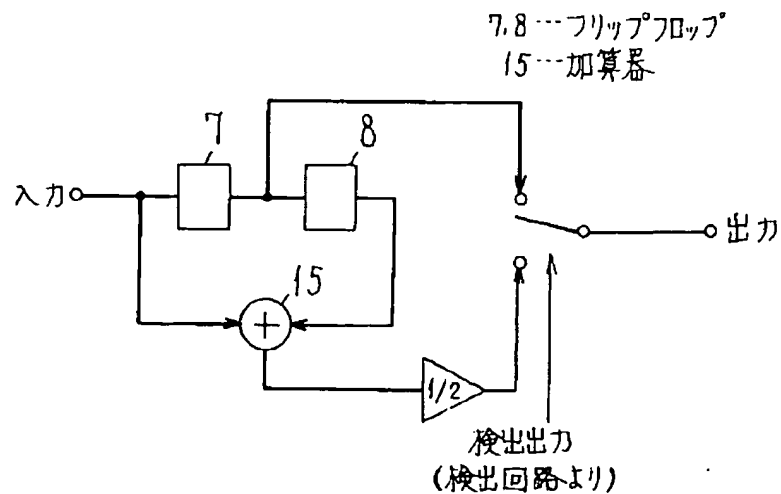 7,8…フリップフロップ
15…加算器
7
8
入力
出力
15
+
1/2
検出出力
(検出回路より)